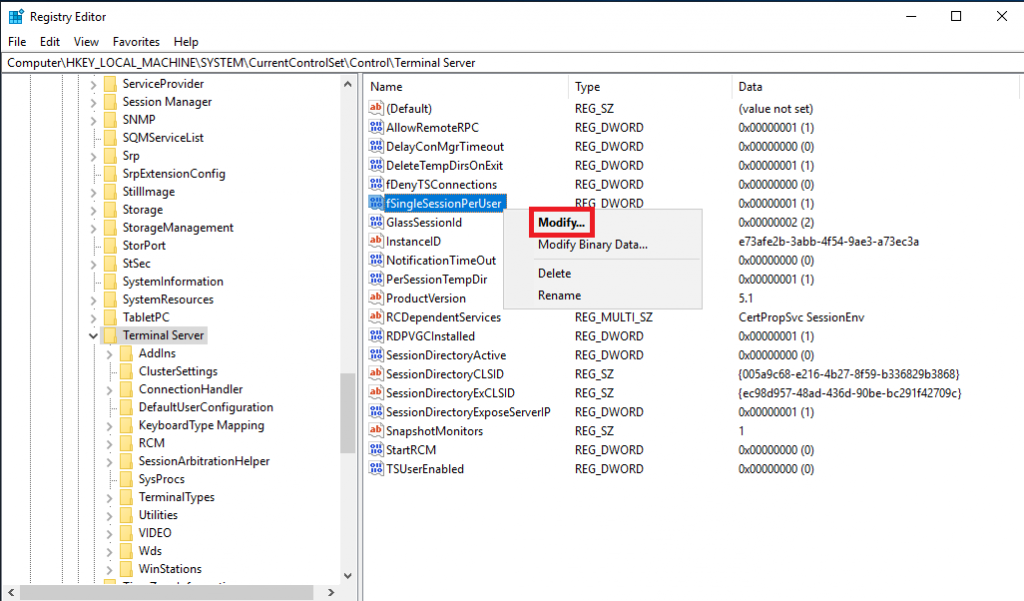 Registry Editor
File Edit View Favorites Help
Computer\HKEY_LOCAL_MACHINE\SYSTEM\CurrentControlSet\Control\Terminal Server
ServiceProvider
Session Manager
SNMP
SQMServiceList
Srp
SrpExtensionConfig
StillImage
Storage
StorageManagement
StorPort
StSec
SystemInformation
SystemResources
TabletPC
Terminal Server
AddIns
ClusterSettings
ConnectionHandler
DefaultUserConfiguration
KeyboardType Mapping
RCM
SessionArbitrationHelper
SysProcs
TerminalTypes
Utilities
VIDEO
Wds
WinStations
Name Type Data
(Default) REG_SZ (value not set)
AllowRemoteRPC REG_DWORD 0x00000001 (1)
DelayConMgrTimeout REG_DWORD 0x00000000 (0)
DeleteTempDirsOnExit REG_DWORD 0x00000001 (1)
fDenyTSConnections REG_DWORD 0x00000000 (0)
fSingleSessionPerUser REG_DWORD 0x00000001 (1)
GlassSessionId 0x00000002 (2)
InstanceID e73afe2b-3abb-4f54-9ae3-a73ec3a
NotificationTimeOut 0x00000000 (0)
PerSessionTempDir 0x00000001 (1)
ProductVersion 5.1
RCDependentServices REG_MULTI_SZ CertPropSvc SessionEnv
RDPVGCInstalled REG_DWORD 0x00000001 (1)
SessionDirectoryActive REG_DWORD 0x00000000 (0)
SessionDirectoryCLSID REG_SZ {005a9c68-e216-4b27-8f59-b336829b3868}
SessionDirectoryExCLSID REG_SZ {ec98d957-48ad-436d-90be-bc291f42709c}
SessionDirectoryExposeServerIP REG_DWORD 0x00000001 (1)
SnapshotMonitors REG_SZ 1
StartRCM REG_DWORD 0x00000000 (0)
TSUserEnabled REG_DWORD 0x00000000 (0)
Modify...
Modify Binary Data...
Delete
Rename